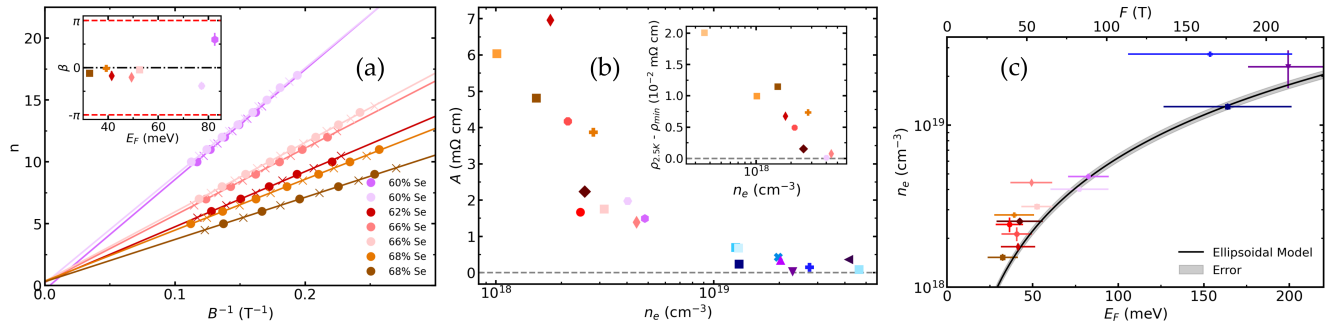 (a)
n
20
15
10
5
0
0.0
0.1
0.2
B⁻¹ (T⁻¹)
π
0
-π
β
40
60
80
E_F (meV)
60% Se
60% Se
62% Se
66% Se
66% Se
68% Se
68% Se
(b)
A (mΩ cm)
7
6
5
4
3
2
1
0
10¹⁸
10¹⁹
n_e (cm⁻³)
ρ_2.5K - ρ_min (10⁻² mΩ cm)
2.0
1.5
1.0
0.5
0.0
10¹⁸
n_e (cm⁻³)
(c)
F (T)
0
100
200
n_e (cm⁻³)
10¹⁹
10¹⁸
0
50
100
150
200
E_F (meV)
Ellipsoidal Model
Error